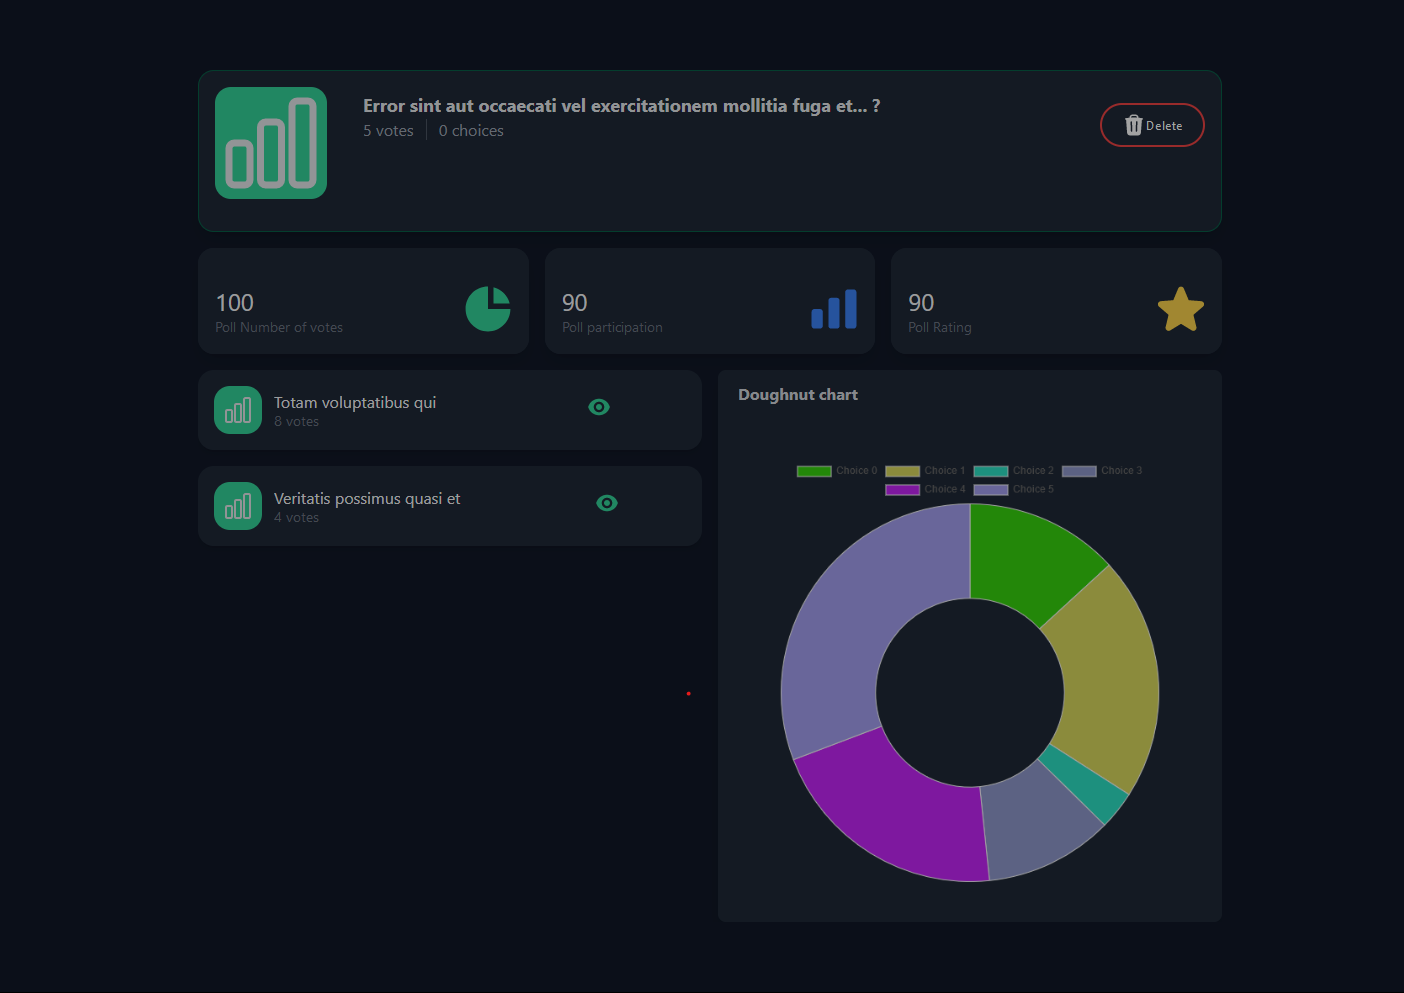 Error sint aut occaecati vel exercitationem mollitia fuga et... ?
5 votes 0 choices
Delete
100
Poll Number of votes
90
Poll participation
90
Poll Rating
Totam voluptatibus qui
8 votes
Veritatis possimus quasi et
4 votes
Doughnut chart
Choice 0 Choice 1 Choice 2 Choice 3
Choice 4 Choice 5